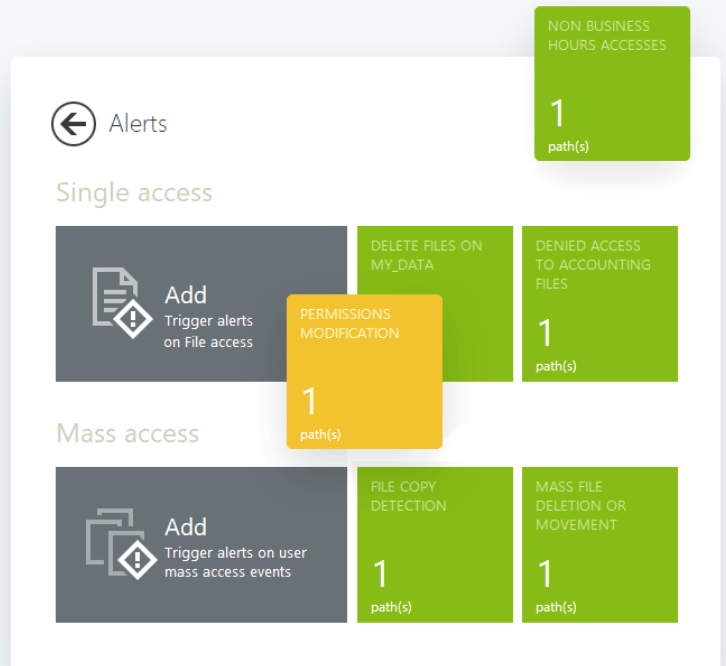 NON BUSINESS
HOURS ACCESSES
1
path(s)
Alerts
Single access
Add
Trigger alerts
on File access
DELETE FILES ON
MY_DATA
DENIED ACCESS
TO ACCOUNTING
FILES
1
path(s)
PERMISSIONS
MODIFICATION
1
path(s)
Mass access
Add
Trigger alerts on user
mass access events
FILE COPY
DETECTION
1
path(s)
MASS FILE
DELETION OR
MOVEMENT
1
path(s)